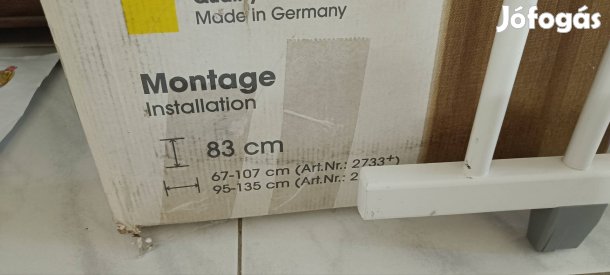 Jófogás
Made in Germany
Montage
Installation
83 cm
67-107 cm (Art.Nr.: 2733+)
95-135 cm (Art.Nr.: 2